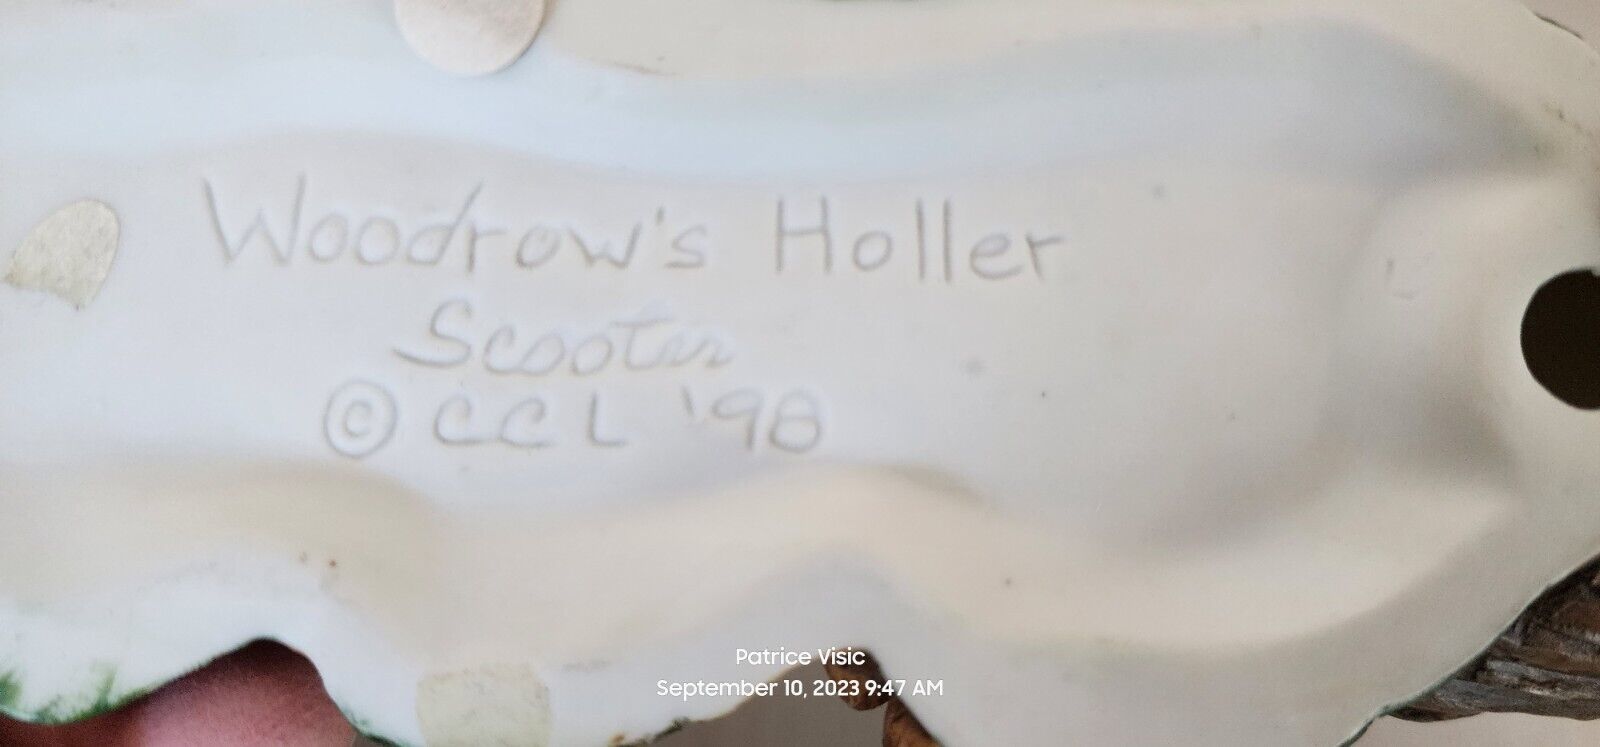 Woodrow's Holler
Scooter
© CCL '98
Patrice Visic
September 10, 2023 9:47 AM